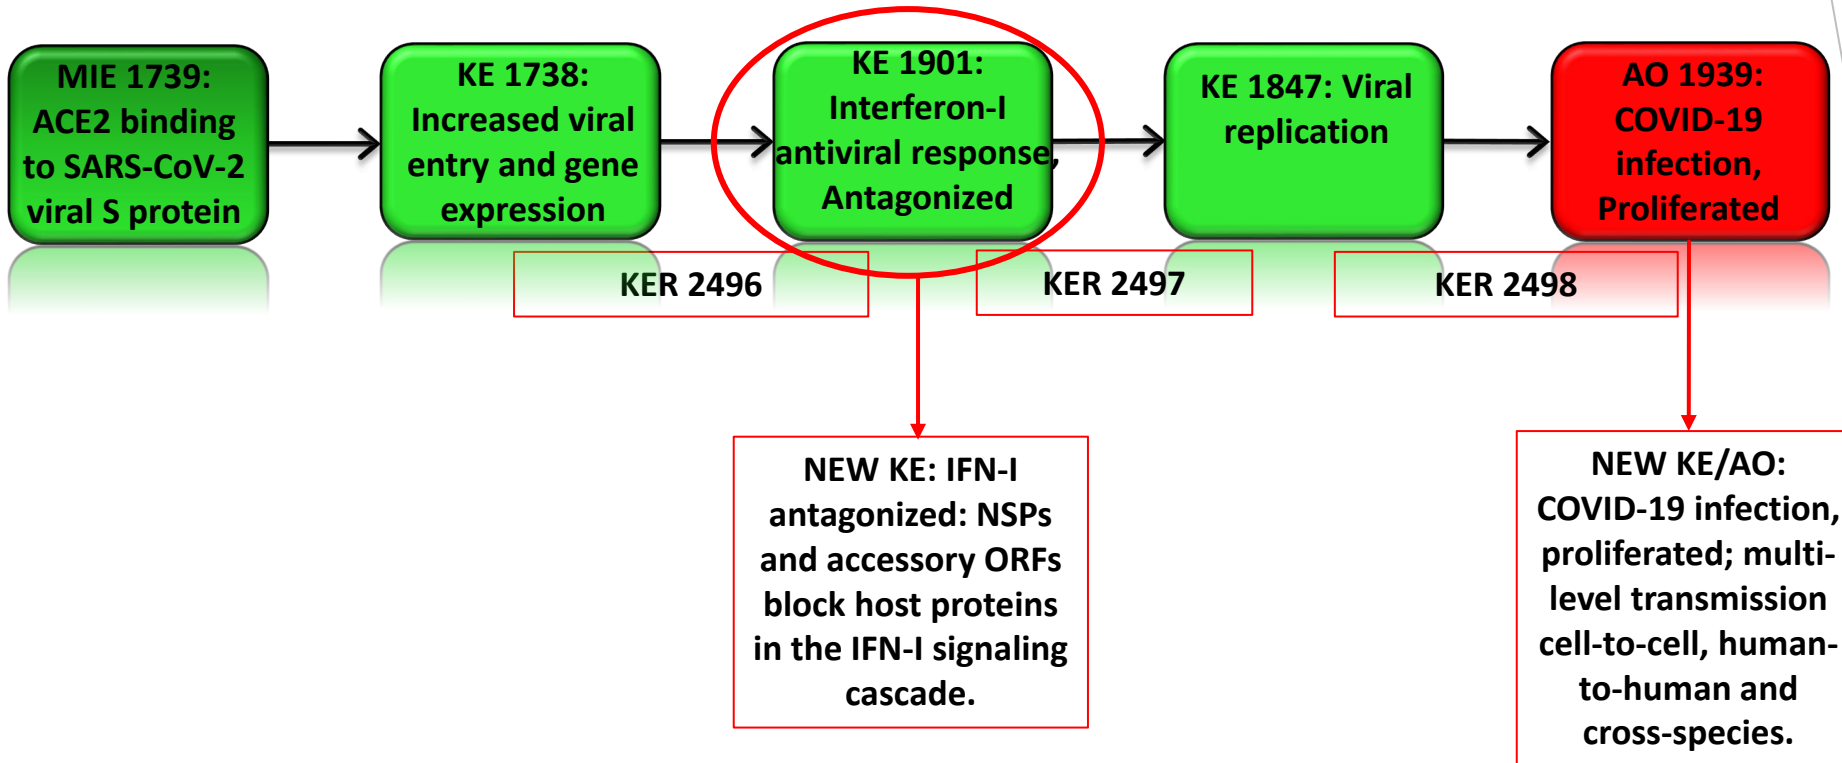 MIE 1739:
ACE2 binding
to SARS-CoV-2
viral S protein
KE 1738:
Increased viral
entry and gene
expression
KE 1901:
Interferon-I
antiviral response,
Antagonized
KE 1847: Viral
replication
AO 1939:
COVID-19
infection,
Proliferated
KER 2496
KER 2497
KER 2498
NEW KE: IFN-I
antagonized: NSPs
and accessory ORFs
block host proteins
in the IFN-I signaling
cascade.
NEW KE/AO:
COVID-19 infection,
proliferated; multi-
level transmission
cell-to-cell, human-
to-human and
cross-species.